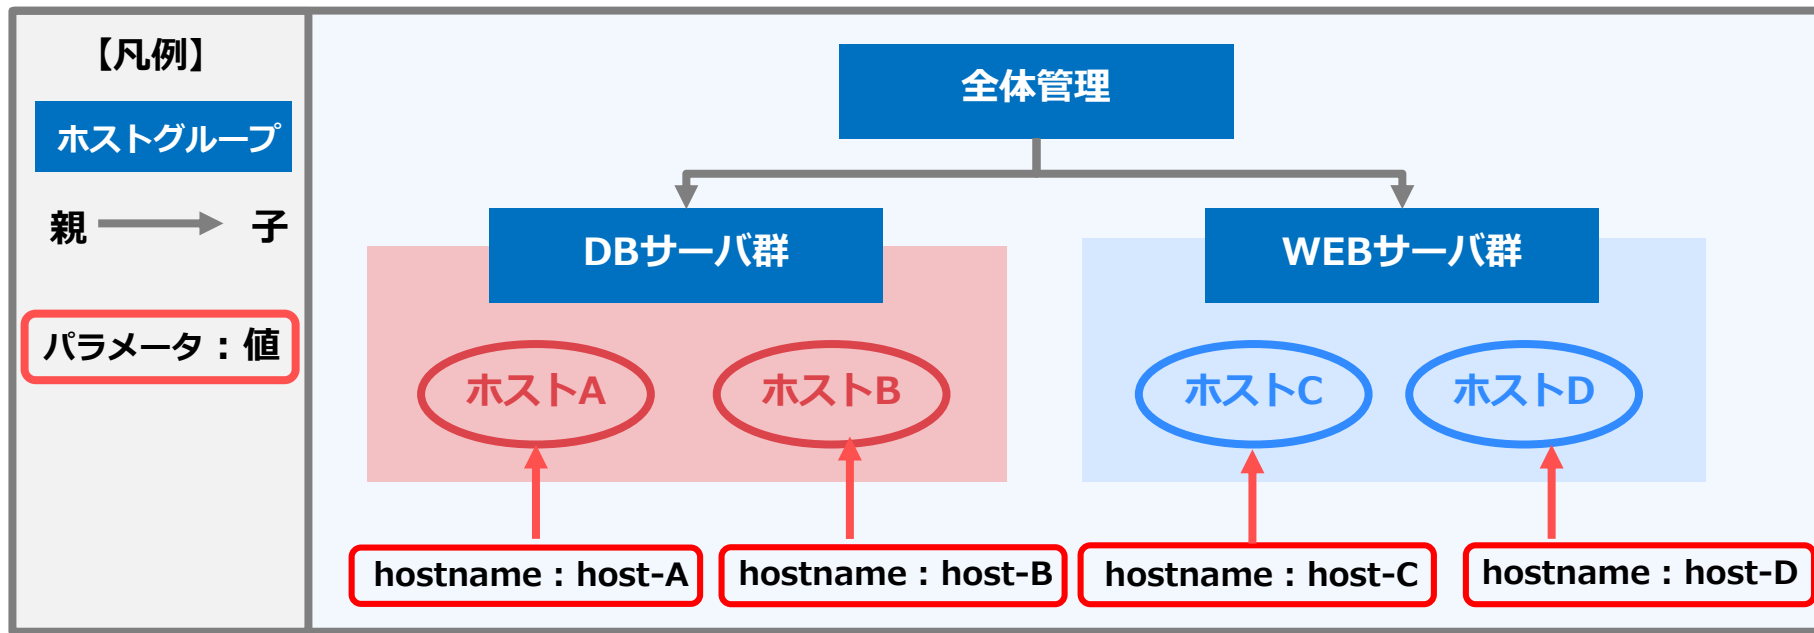 【凡例】
ホストグループ
親 子
パラメータ : 値
全体管理
DBサーバ群
WEBサーバ群
ホストA
ホストB
ホストC
ホストD
hostname : host-A
hostname : host-B
hostname : host-C
hostname : host-D